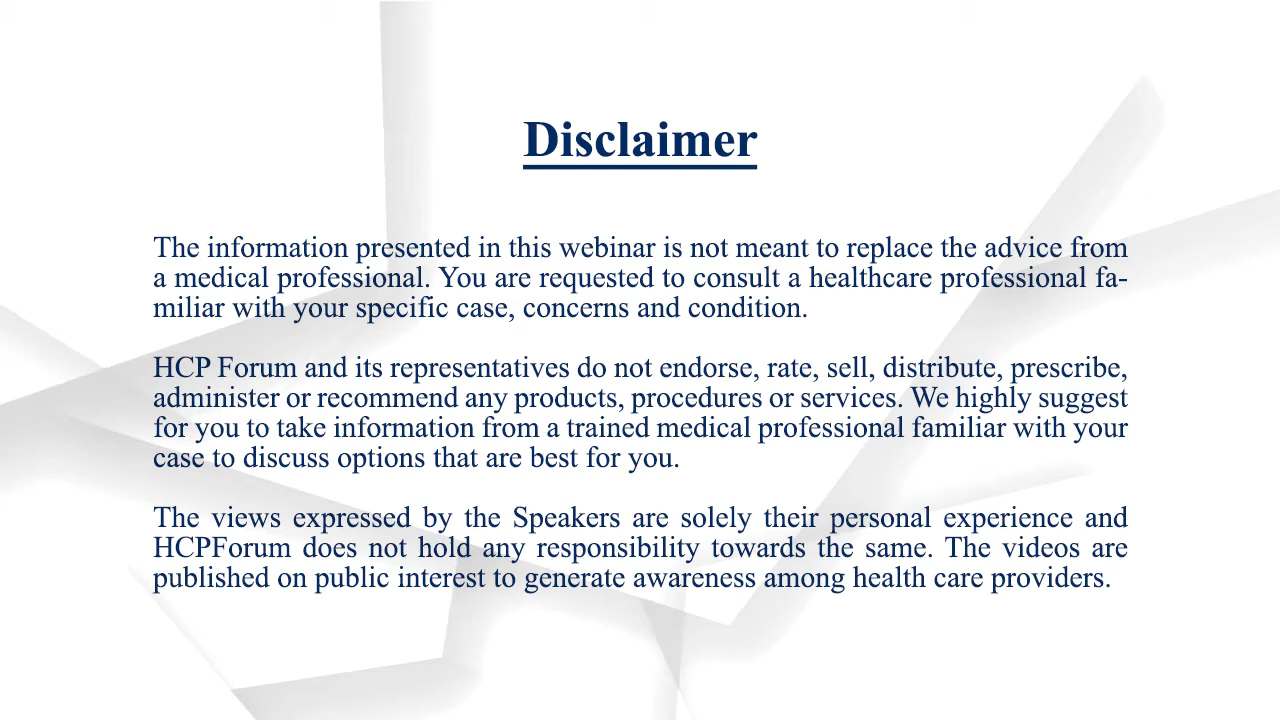 Disclaimer
The information presented in this webinar is not meant to replace the advice from
a medical professional. You are requested to consult a healthcare professional fa-
miliar with your specific case, concerns and condition.
HCP Forum and its representatives do not endorse, rate, sell, distribute, prescribe,
administer or recommend any products, procedures or services. We highly suggest
for you to take information from a trained medical professional familiar with your
case to discuss options that are best for you.
The views expressed by the Speakers are solely their personal experience and
HCPForum does not hold any responsibility towards the same. The videos are
published on public interest to generate awareness among health care providers.